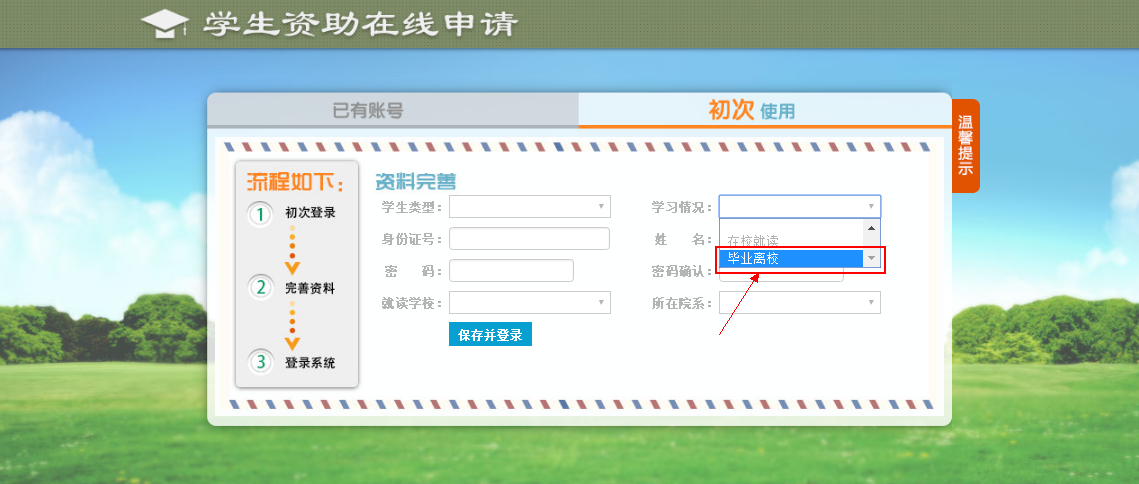 学生资助在线申请
已有账号
初次 使用
温馨提示
流程如下：
1 初次登录
2 完善资料
3 登录系统
资料完善
学生类型：
学习情况：
在校就读
毕业离校
身份证号：
姓 名：
密 码：
密码确认：
就读学校：
所在院系：
保存并登录